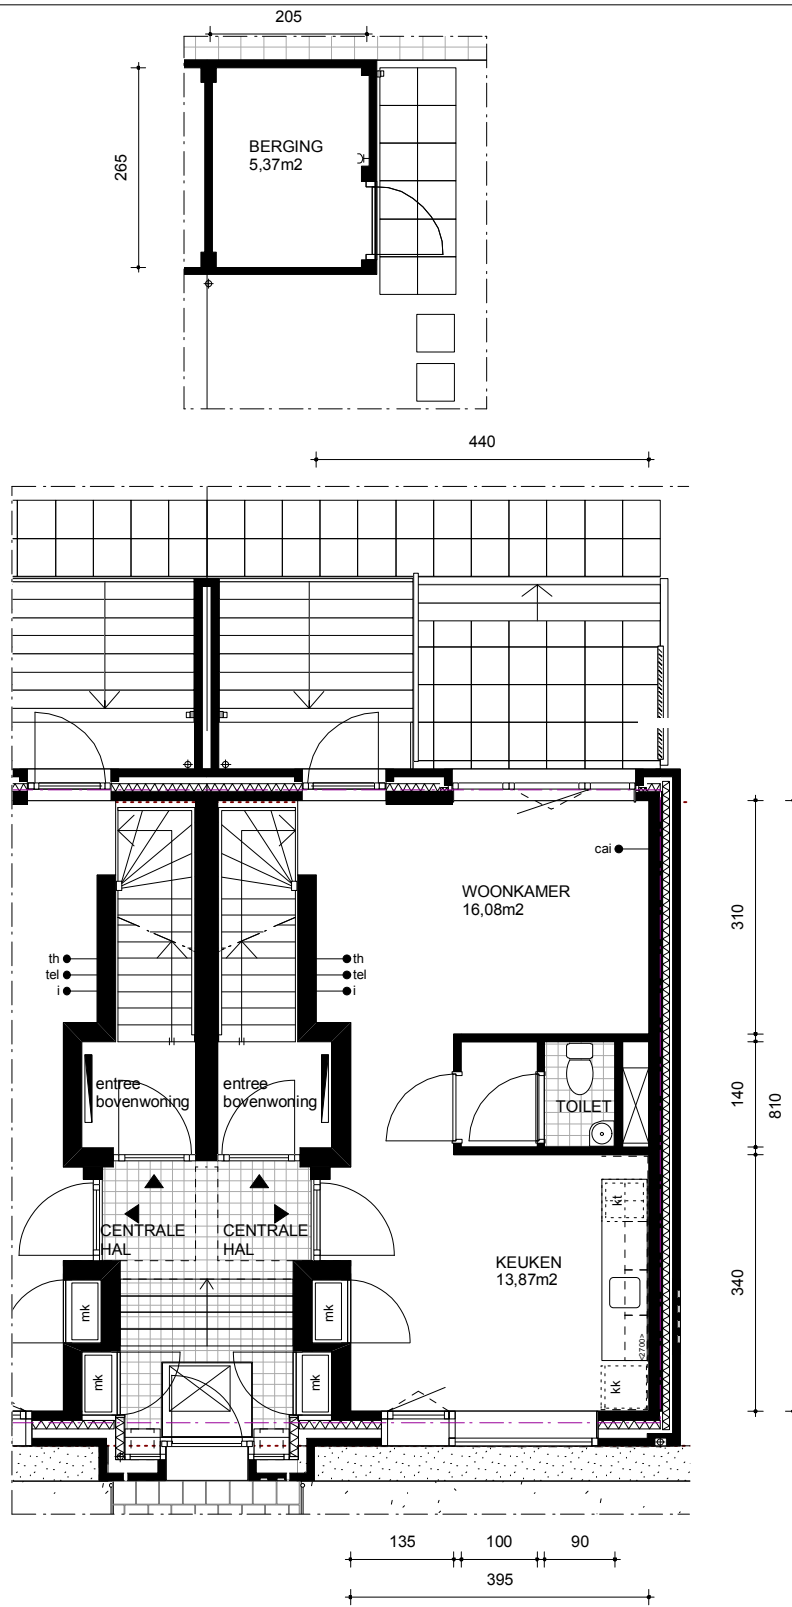 205
265
BERGING
5,37m2
440
cai
WOONKAMER
16,08m2
310
th
tel
i
th
tel
i
entree
bovenwoning
entree
bovenwoning
TOILET
140
810
CENTRALE
HAL
CENTRALE
HAL
kt
KEUKEN
13,87m2
340
mk
mk
<2700>
mk
mk
kk
135
100
90
395